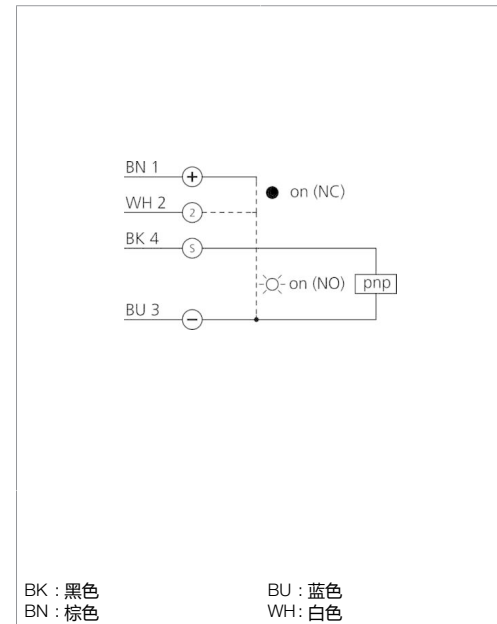 BN 1
+
on (NC)
WH 2
2
BK 4
S
on (NO)
pnp
BU 3
−
BK : 黑色
BU : 蓝色
BN : 棕色
WH : 白色